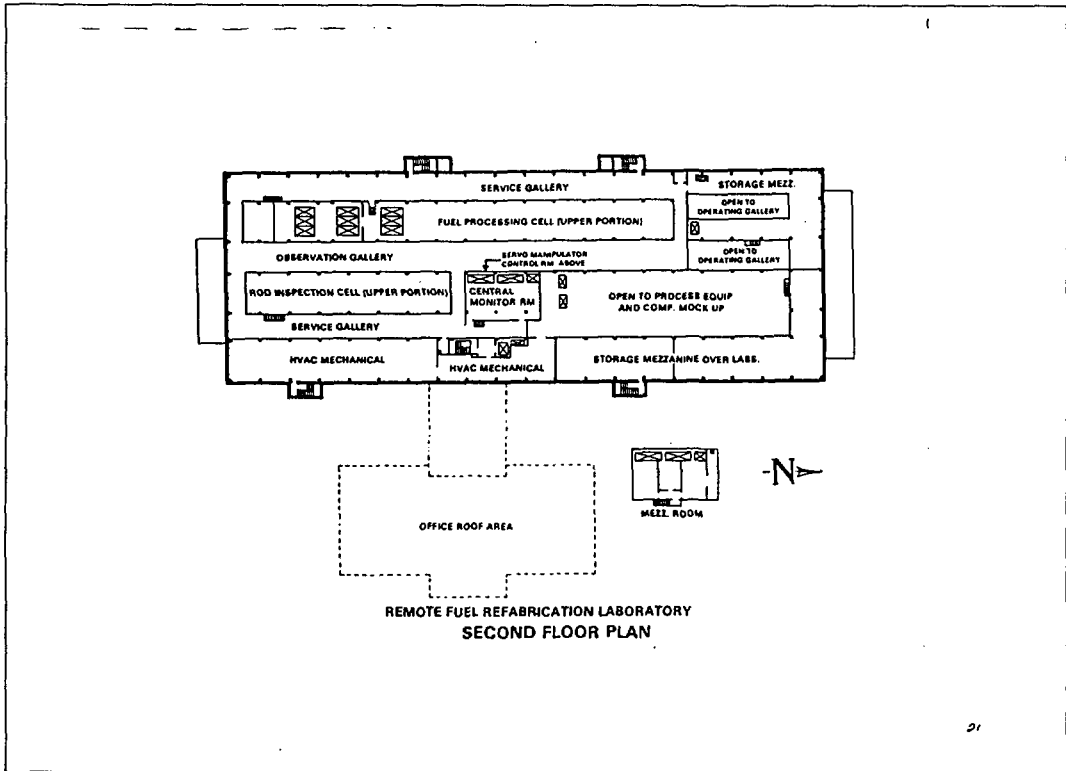 SERVICE GALLERY
STORAGE MEZZ.
OPEN TO
OPERATING GALLERY
FUEL PROCESSING CELL (UPPER PORTION)
OBSERVATION GALLERY
SERVO MANIPULATOR
CONTROL RM. ABOVE
OPEN TO
OPERATING GALLERY
ROD INSPECTION CELL (UPPER PORTION)
CENTRAL
MONITOR RM
OPEN TO PROCESS EQUIP
AND COMP. MOCK UP
SERVICE GALLERY
HVAC MECHANICAL
HVAC MECHANICAL
STORAGE MEZZANINE OVER LABS.
N
MEZZ. ROOM
OFFICE ROOF AREA
REMOTE FUEL REFABRICATION LABORATORY
SECOND FLOOR PLAN